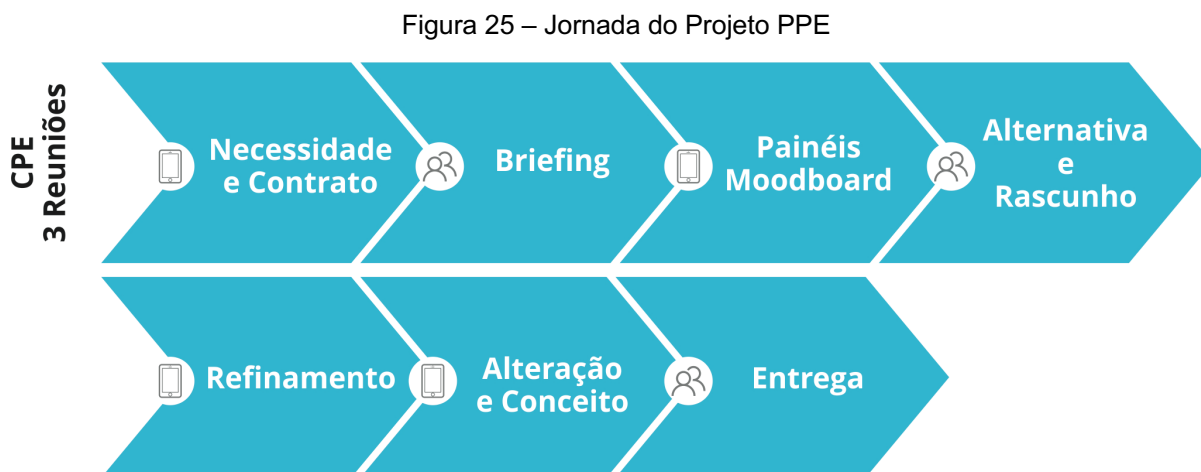 Figura 25 – Jornada do Projeto PPE
CPE
3 Reuniões
Necessidade
e Contrato
Briefing
Painéis
Moodboard
Alternativa
e
Rascunho
Refinamento
Alteração
e Conceito
Entrega